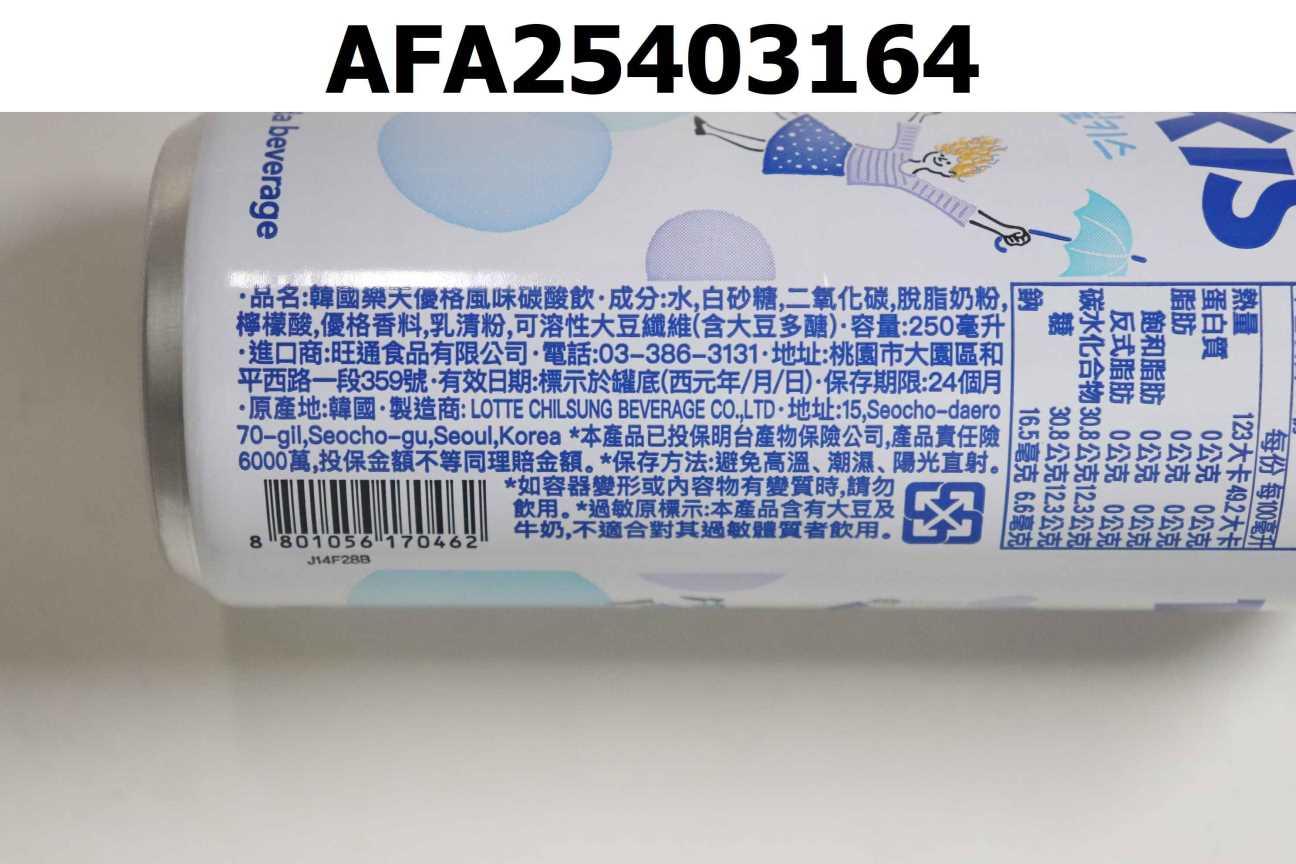 AFA25403164
da beverage
밀키스
KIS
·品名:韓國樂天優格風味碳酸飲·成分:水,白砂糖,二氧化碳,脫脂奶粉,
檸檬酸,優格香料,乳清粉,可溶性大豆纖維(含大豆多醣)·容量:250毫升
·進口商:旺通食品有限公司·電話:03-386-3131·地址:桃園市大園區和
平西路一段359號·有效日期:標示於罐底(西元年/月/日)·保存期限:24個月
·原產地:韓國·製造商: LOTTE CHILSUNG BEVERAGE CO.,LTD·地址:15,Seocho-daero
70-gil,Seocho-gu,Seoul,Korea *本產品已投保明台產物保險公司,產品責任險
6000萬,投保金額不等同理賠金額。*保存方法:避免高溫、潮濕、陽光直射。
*如容器變形或內容物有變質時,請勿
飲用。*過敏原標示:本產品含有大豆及
牛奶,不適合對其過敏體質者飲用。
8 801056 170462
J14F28B
每份 每100毫升
熱量 123大卡 49.2大卡
蛋白質 0公克 0公克
脂肪 0公克 0公克
飽和脂肪 0公克 0公克
反式脂肪 0公克 0公克
碳水化合物 30.8公克 12.3公克
糖 30.8公克 12.3公克
鈉 16.5毫克 6.6毫克